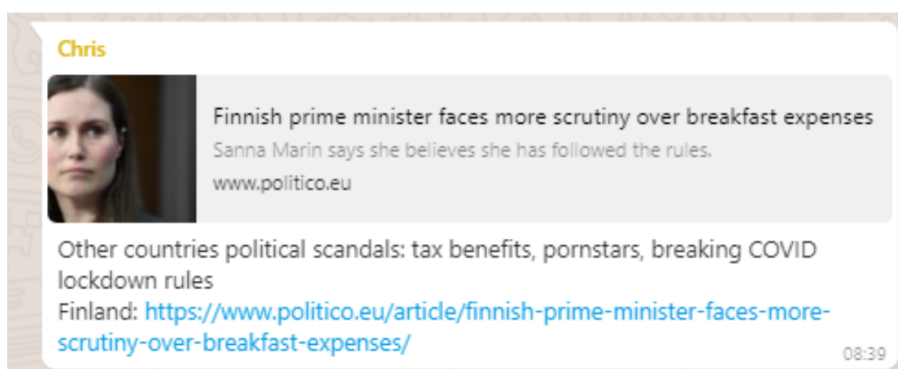 Chris
Finnish prime minister faces more scrutiny over breakfast expenses
Sanna Marin says she believes she has followed the rules.
www.politico.eu
Other countries political scandals: tax benefits, pornstars, breaking COVID
lockdown rules
Finland: https://www.politico.eu/article/finnish-prime-minister-faces-more-
scrutiny-over-breakfast-expenses/
08:39